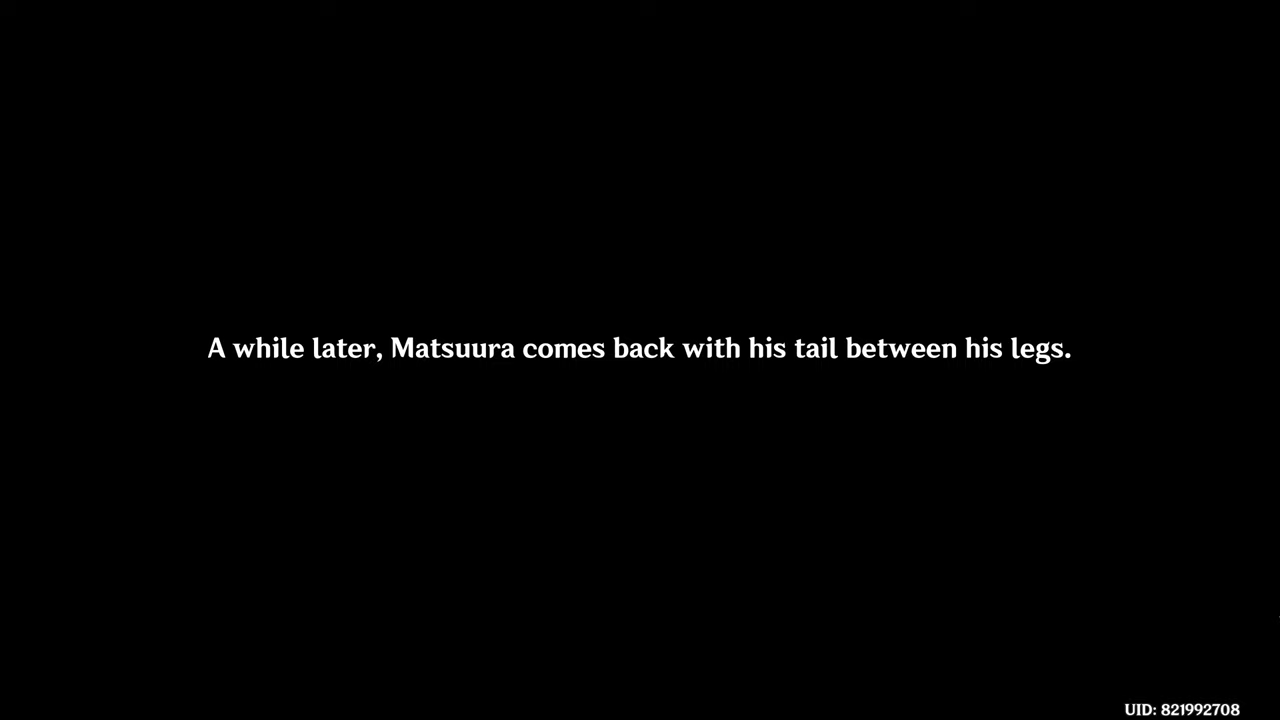 A while later, Matsuura comes back with his tail between his legs.
UID: 821992708